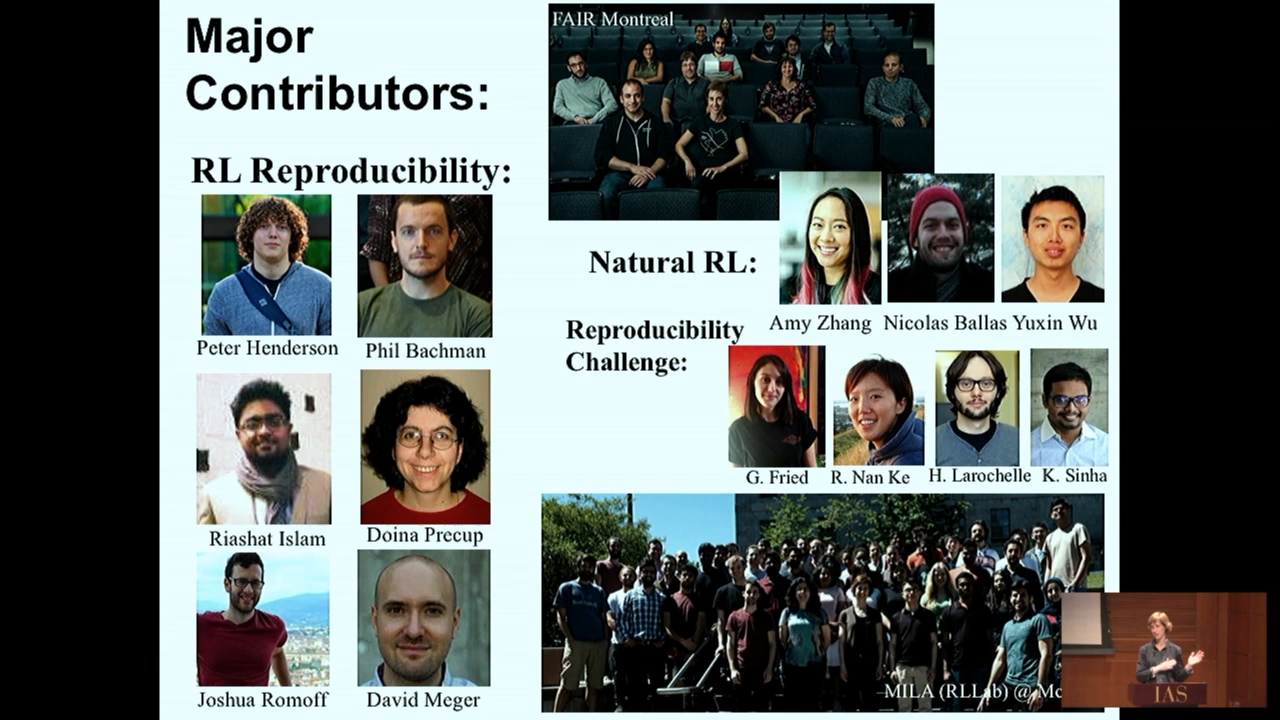 Major
Contributors:
RL Reproducibility:
Peter Henderson
Phil Bachman
Riashat Islam
Doina Precup
Joshua Romoff
David Meger
FAIR Montreal
Natural RL:
Amy Zhang
Nicolas Ballas
Yuxin Wu
Reproducibility
Challenge:
G. Fried
R. Nan Ke
H. Larochelle
K. Sinha
MILA (RLLab) @ Mc
IAS